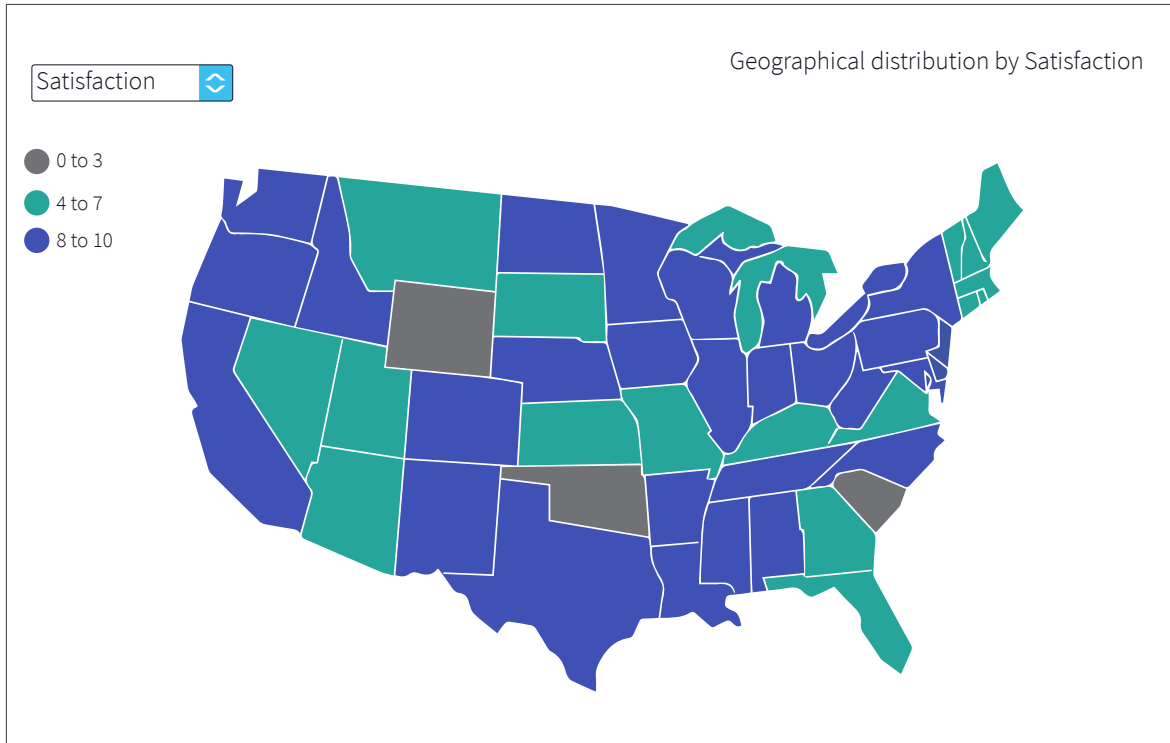 Geographical distribution by Satisfaction
Satisfaction
0 to 3
4 to 7
8 to 10